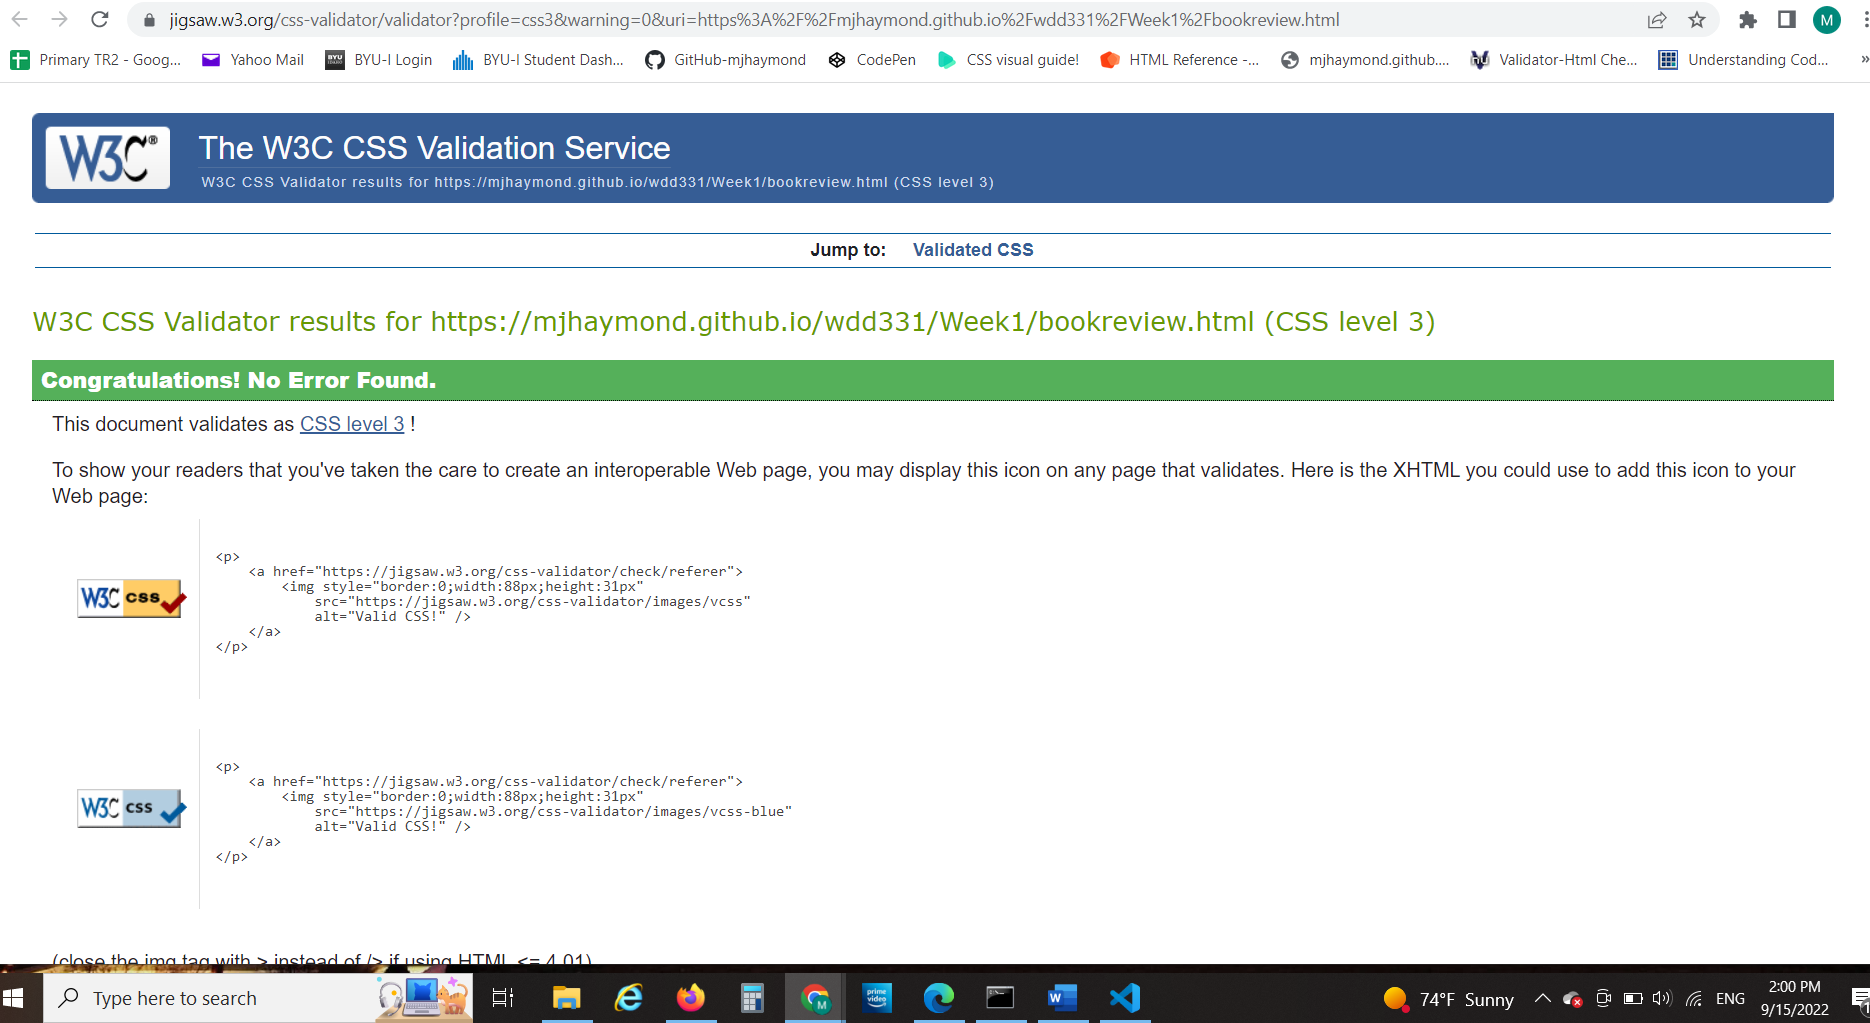 jigsaw.w3.org/css-validator/validator?profile=css3&warning=0&uri=https%3A%2F%2Fmjhaymond.github.io%2Fwdd331%2FWeek1%2Fbookreview.html
M
Primary TR2 - Goog...
Yahoo Mail
BYU-I Login
BYU-I Student Dash...
GitHub-mjhaymond
CodePen
CSS visual guide!
HTML Reference -...
mjhaymond.github....
Validator-Html Che...
Understanding Cod...
»
W3C®
The W3C CSS Validation Service
W3C CSS Validator results for https://mjhaymond.github.io/wdd331/Week1/bookreview.html (CSS level 3)
Jump to: Validated CSS
W3C CSS Validator results for https://mjhaymond.github.io/wdd331/Week1/bookreview.html (CSS level 3)
Congratulations! No Error Found.
This document validates as CSS level 3 !
To show your readers that you've taken the care to create an interoperable Web page, you may display this icon on any page that validates. Here is the XHTML you could use to add this icon to your
Web page:
W3C css
<p>
<a href="https://jigsaw.w3.org/css-validator/check/referer">
<img style="border:0;width:88px;height:31px"
src="https://jigsaw.w3.org/css-validator/images/vcss"
alt="Valid CSS!" />
</a>
</p>
W3C css
<p>
<a href="https://jigsaw.w3.org/css-validator/check/referer">
<img style="border:0;width:88px;height:31px"
src="https://jigsaw.w3.org/css-validator/images/vcss-blue"
alt="Valid CSS!" />
</a>
</p>
(close the img tag with > instead of /> if using HTML <= 4.01)
Type here to search
M
prime video
W
74°F Sunny
ENG
2:00 PM
9/15/2022